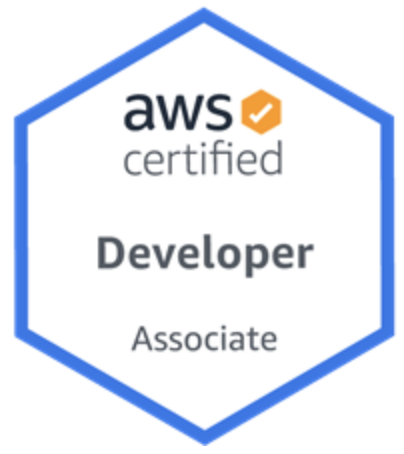 aws
certified
Developer
Associate